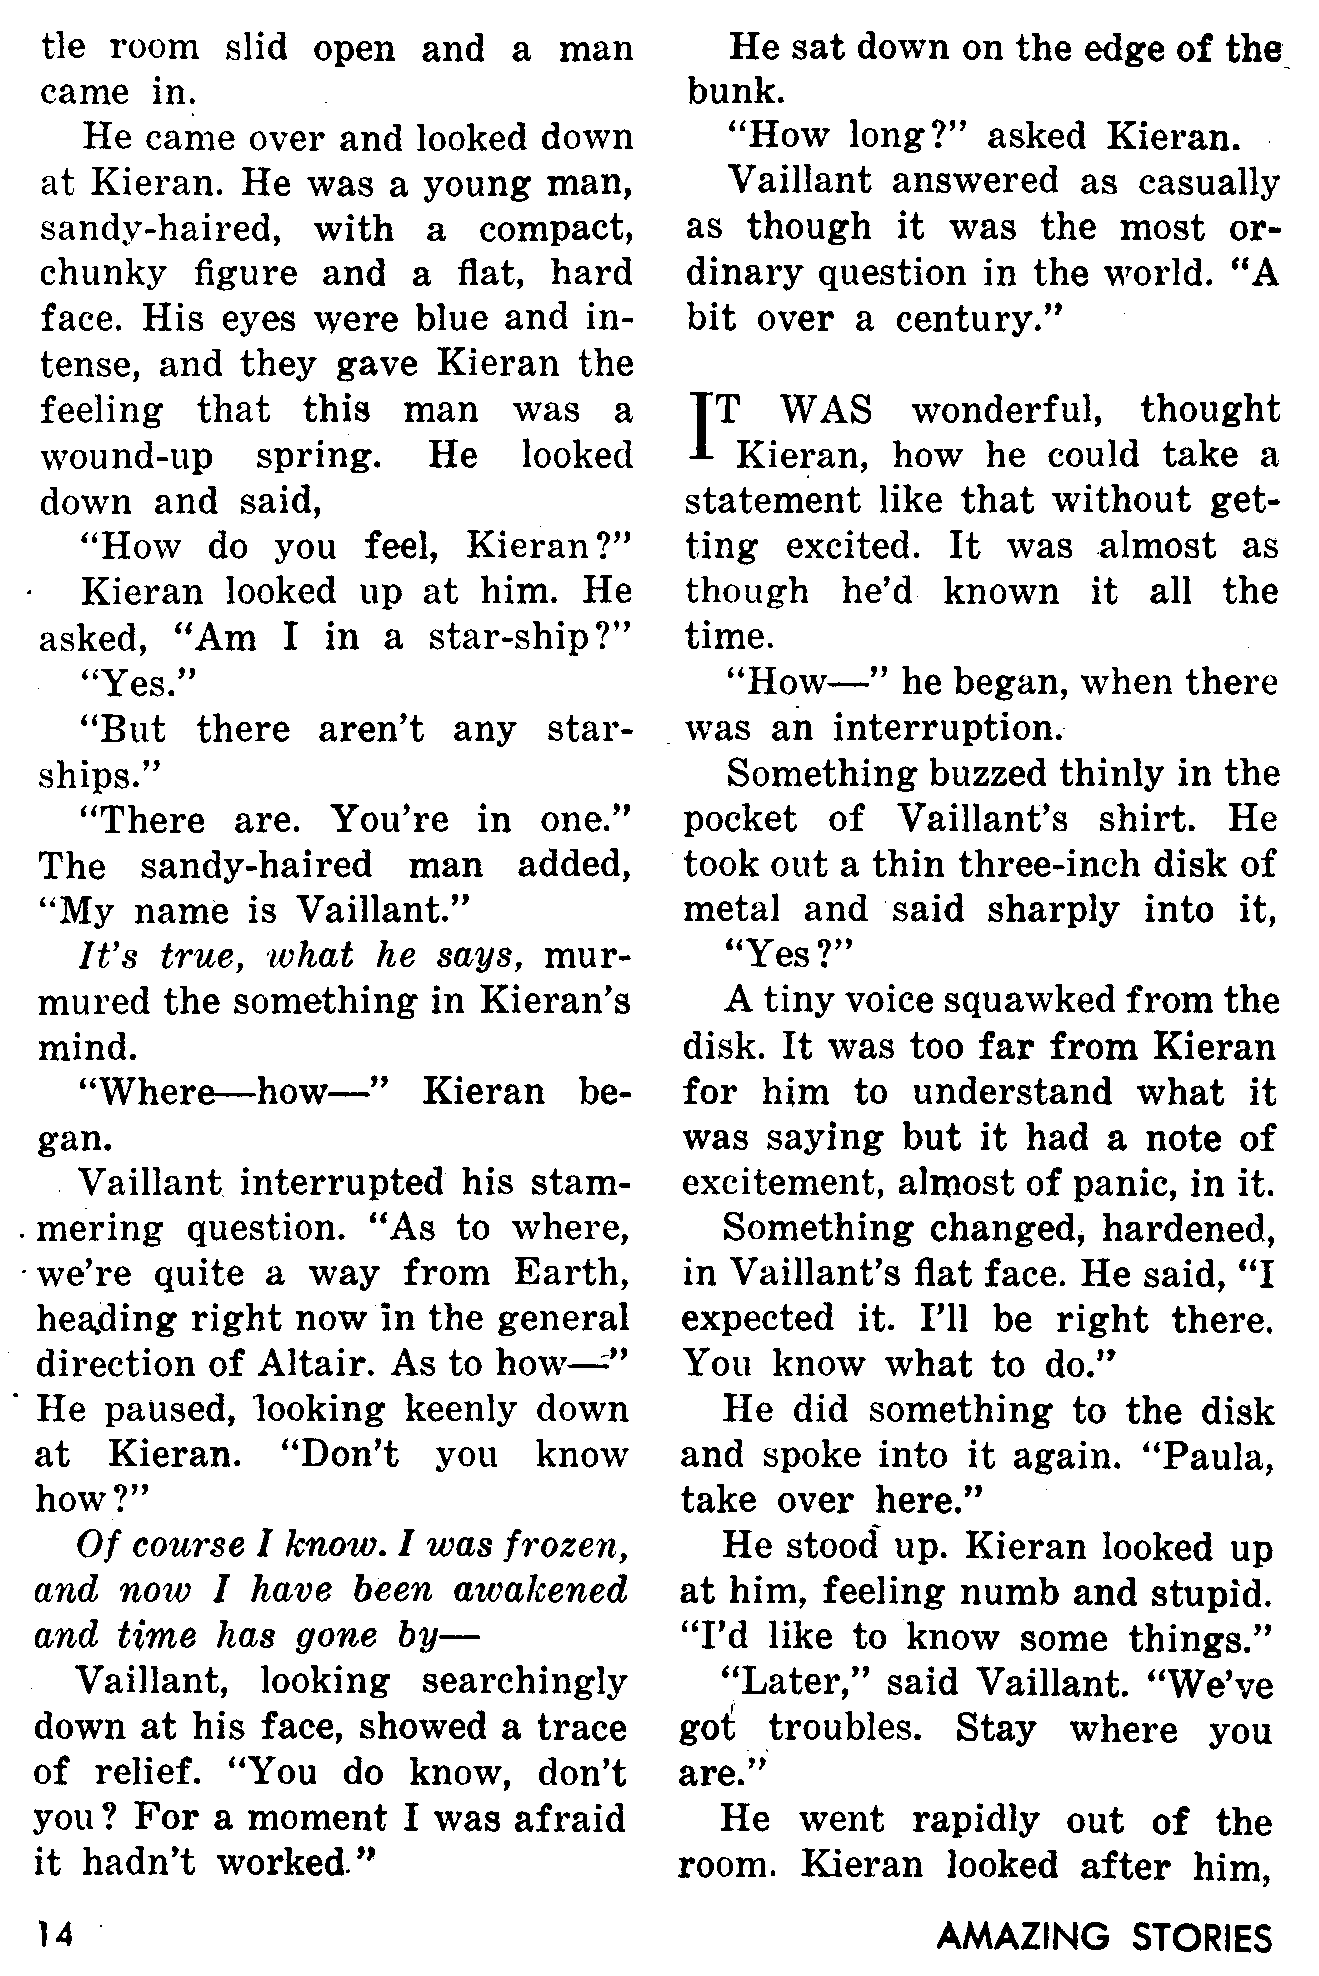 tle room slid open and a man
came in.
He came over and looked down
at Kieran. He was a young man,
sandy-haired, with a compact,
chunky figure and a flat, hard
face. His eyes were blue and in-
tense, and they gave Kieran the
feeling that this man was a
wound-up spring. He looked
down and said,
“How do you feel, Kieran?”
Kieran looked up at him. He
asked, “Am I in a star-ship?”
“Yes.”
“But there aren’t any star-
ships.”
“There are. You’re in one.”
The sandy-haired man added,
“My name is Vaillant.”
It’s true, what he says, mur-
mured the something in Kieran’s
mind.
“Where—how—” Kieran be-
gan.
Vaillant interrupted his stam-
mering question. “As to where,
we’re quite a way from Earth,
heading right now in the general
direction of Altair. As to how—”
He paused, looking keenly down
at Kieran. “Don’t you know
how?”
Of course I know. I was frozen,
and now I have been awakened
and time has gone by—
Vaillant, looking searchingly
down at his face, showed a trace
of relief. “You do know, don’t
you? For a moment I was afraid
it hadn’t worked.”
He sat down on the edge of the
bunk.
“How long?” asked Kieran.
Vaillant answered as casually
as though it was the most or-
dinary question in the world. “A
bit over a century.”
IT WAS wonderful, thought
Kieran, how he could take a
statement like that without get-
ting excited. It was almost as
though he’d known it all the
time.
“How—” he began, when there
was an interruption.
Something buzzed thinly in the
pocket of Vaillant’s shirt. He
took out a thin three-inch disk of
metal and said sharply into it,
“Yes?”
A tiny voice squawked from the
disk. It was too far from Kieran
for him to understand what it
was saying but it had a note of
excitement, almost of panic, in it.
Something changed, hardened,
in Vaillant’s flat face. He said, “I
expected it. I’ll be right there.
You know what to do.”
He did something to the disk
and spoke into it again. “Paula,
take over here.”
He stood up. Kieran looked up
at him, feeling numb and stupid.
“I’d like to know some things.”
“Later,” said Vaillant. “We’ve
got troubles. Stay where you
are.”
He went rapidly out of the
room. Kieran looked after him,
14
AMAZING STORIES